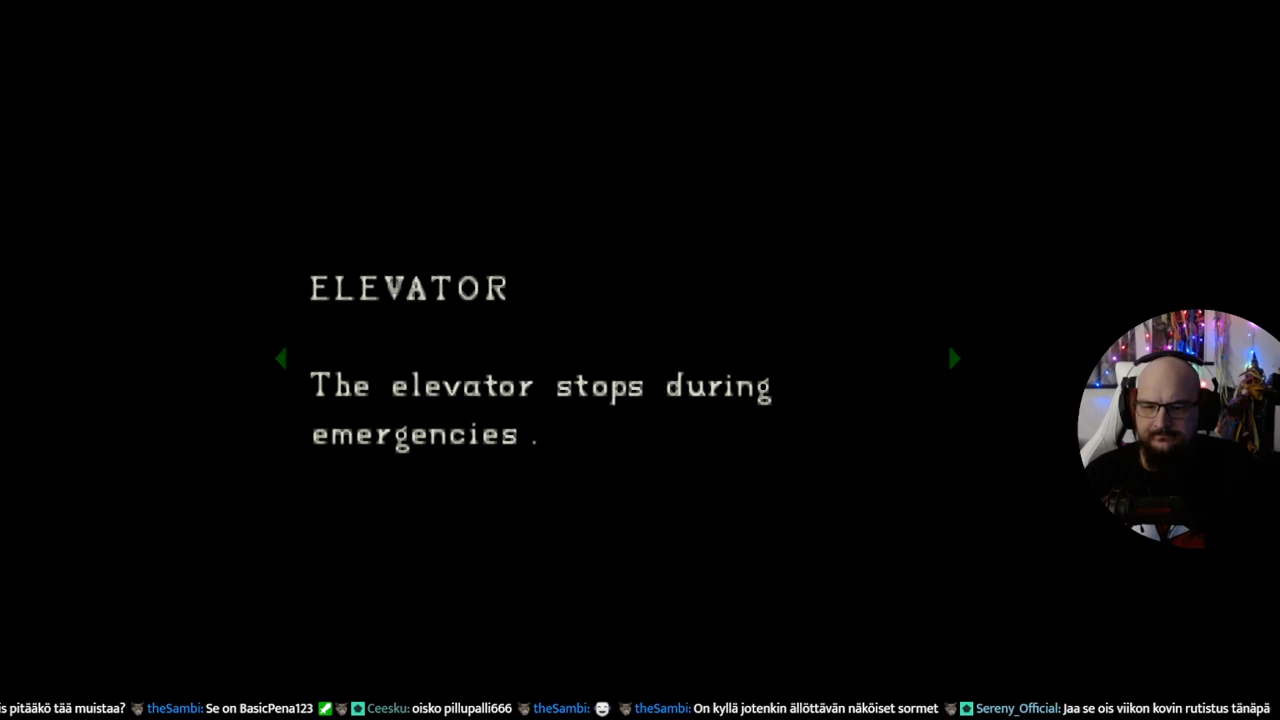 ELEVATOR
The elevator stops during
emergencies .
is pitääkö tää muistaa? theSambi: Se on BasicPena123 Ceesku: oisko pillupalli666 theSambi: theSambi: On kyllä jotenkin ällöttävän näköiset sormet Sereny_Official: Jaa se ois viikon kovin rutistus tänäpä